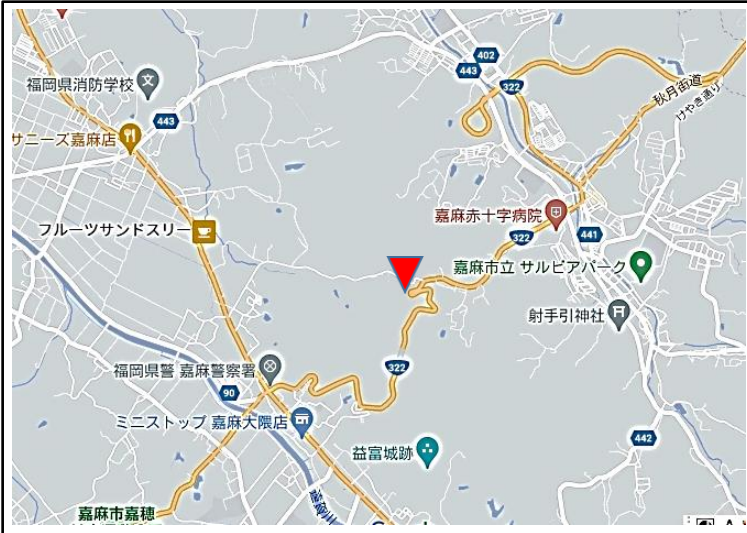 福岡県消防学校
443
サニーズ嘉麻店
フルーツサンドスリー
402
443
322
秋月街道
けやき通り
嘉麻赤十字病院
322
441
嘉麻市立 サルビアパーク
射手引神社
322
福岡県警 嘉麻警察署
90
ミニストップ 嘉麻大隈店
益富城跡
442
嘉麻市嘉穂